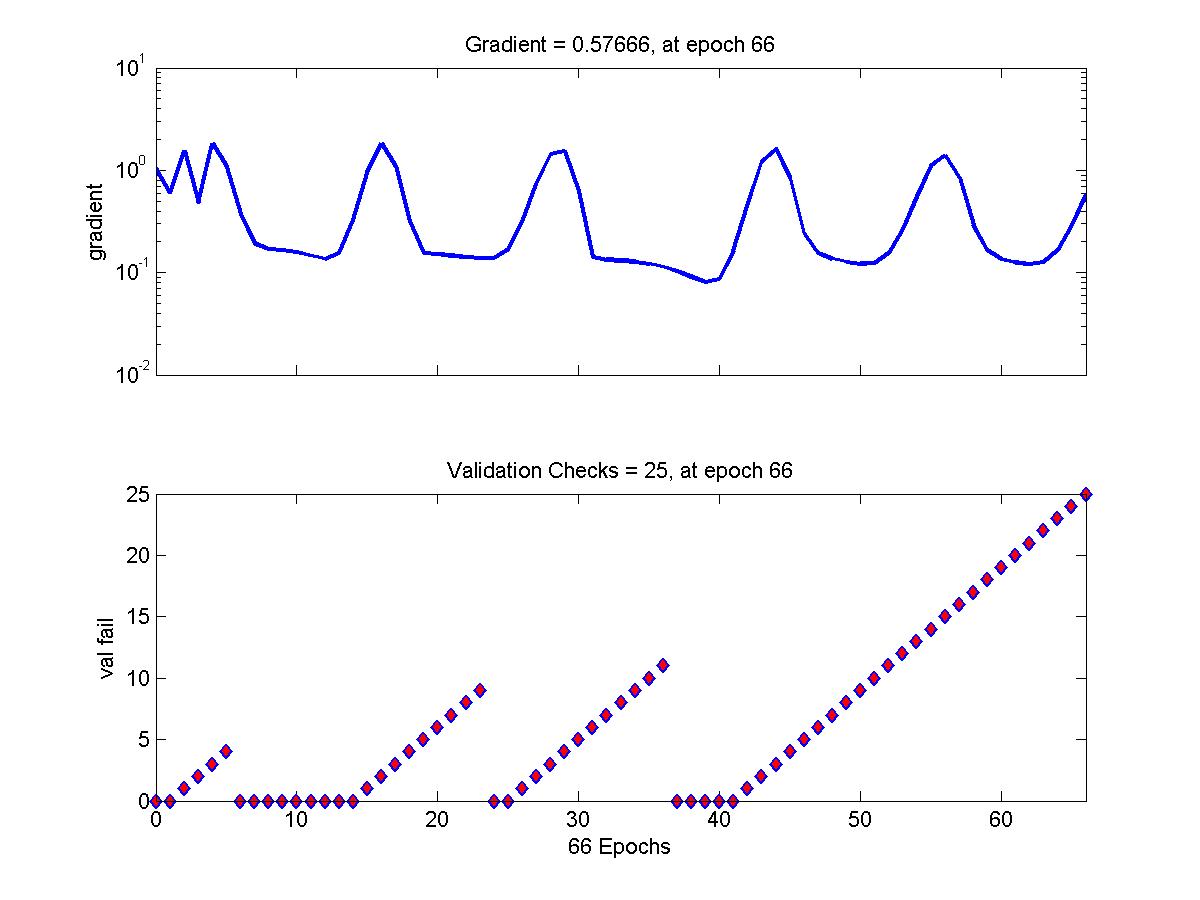 Gradient = 0.57666, at epoch 66
10^1
10^0
10^-1
10^-2
gradient
Validation Checks = 25, at epoch 66
25
20
15
10
5
0
val fail
0 10 20 30 40 50 60
66 Epochs